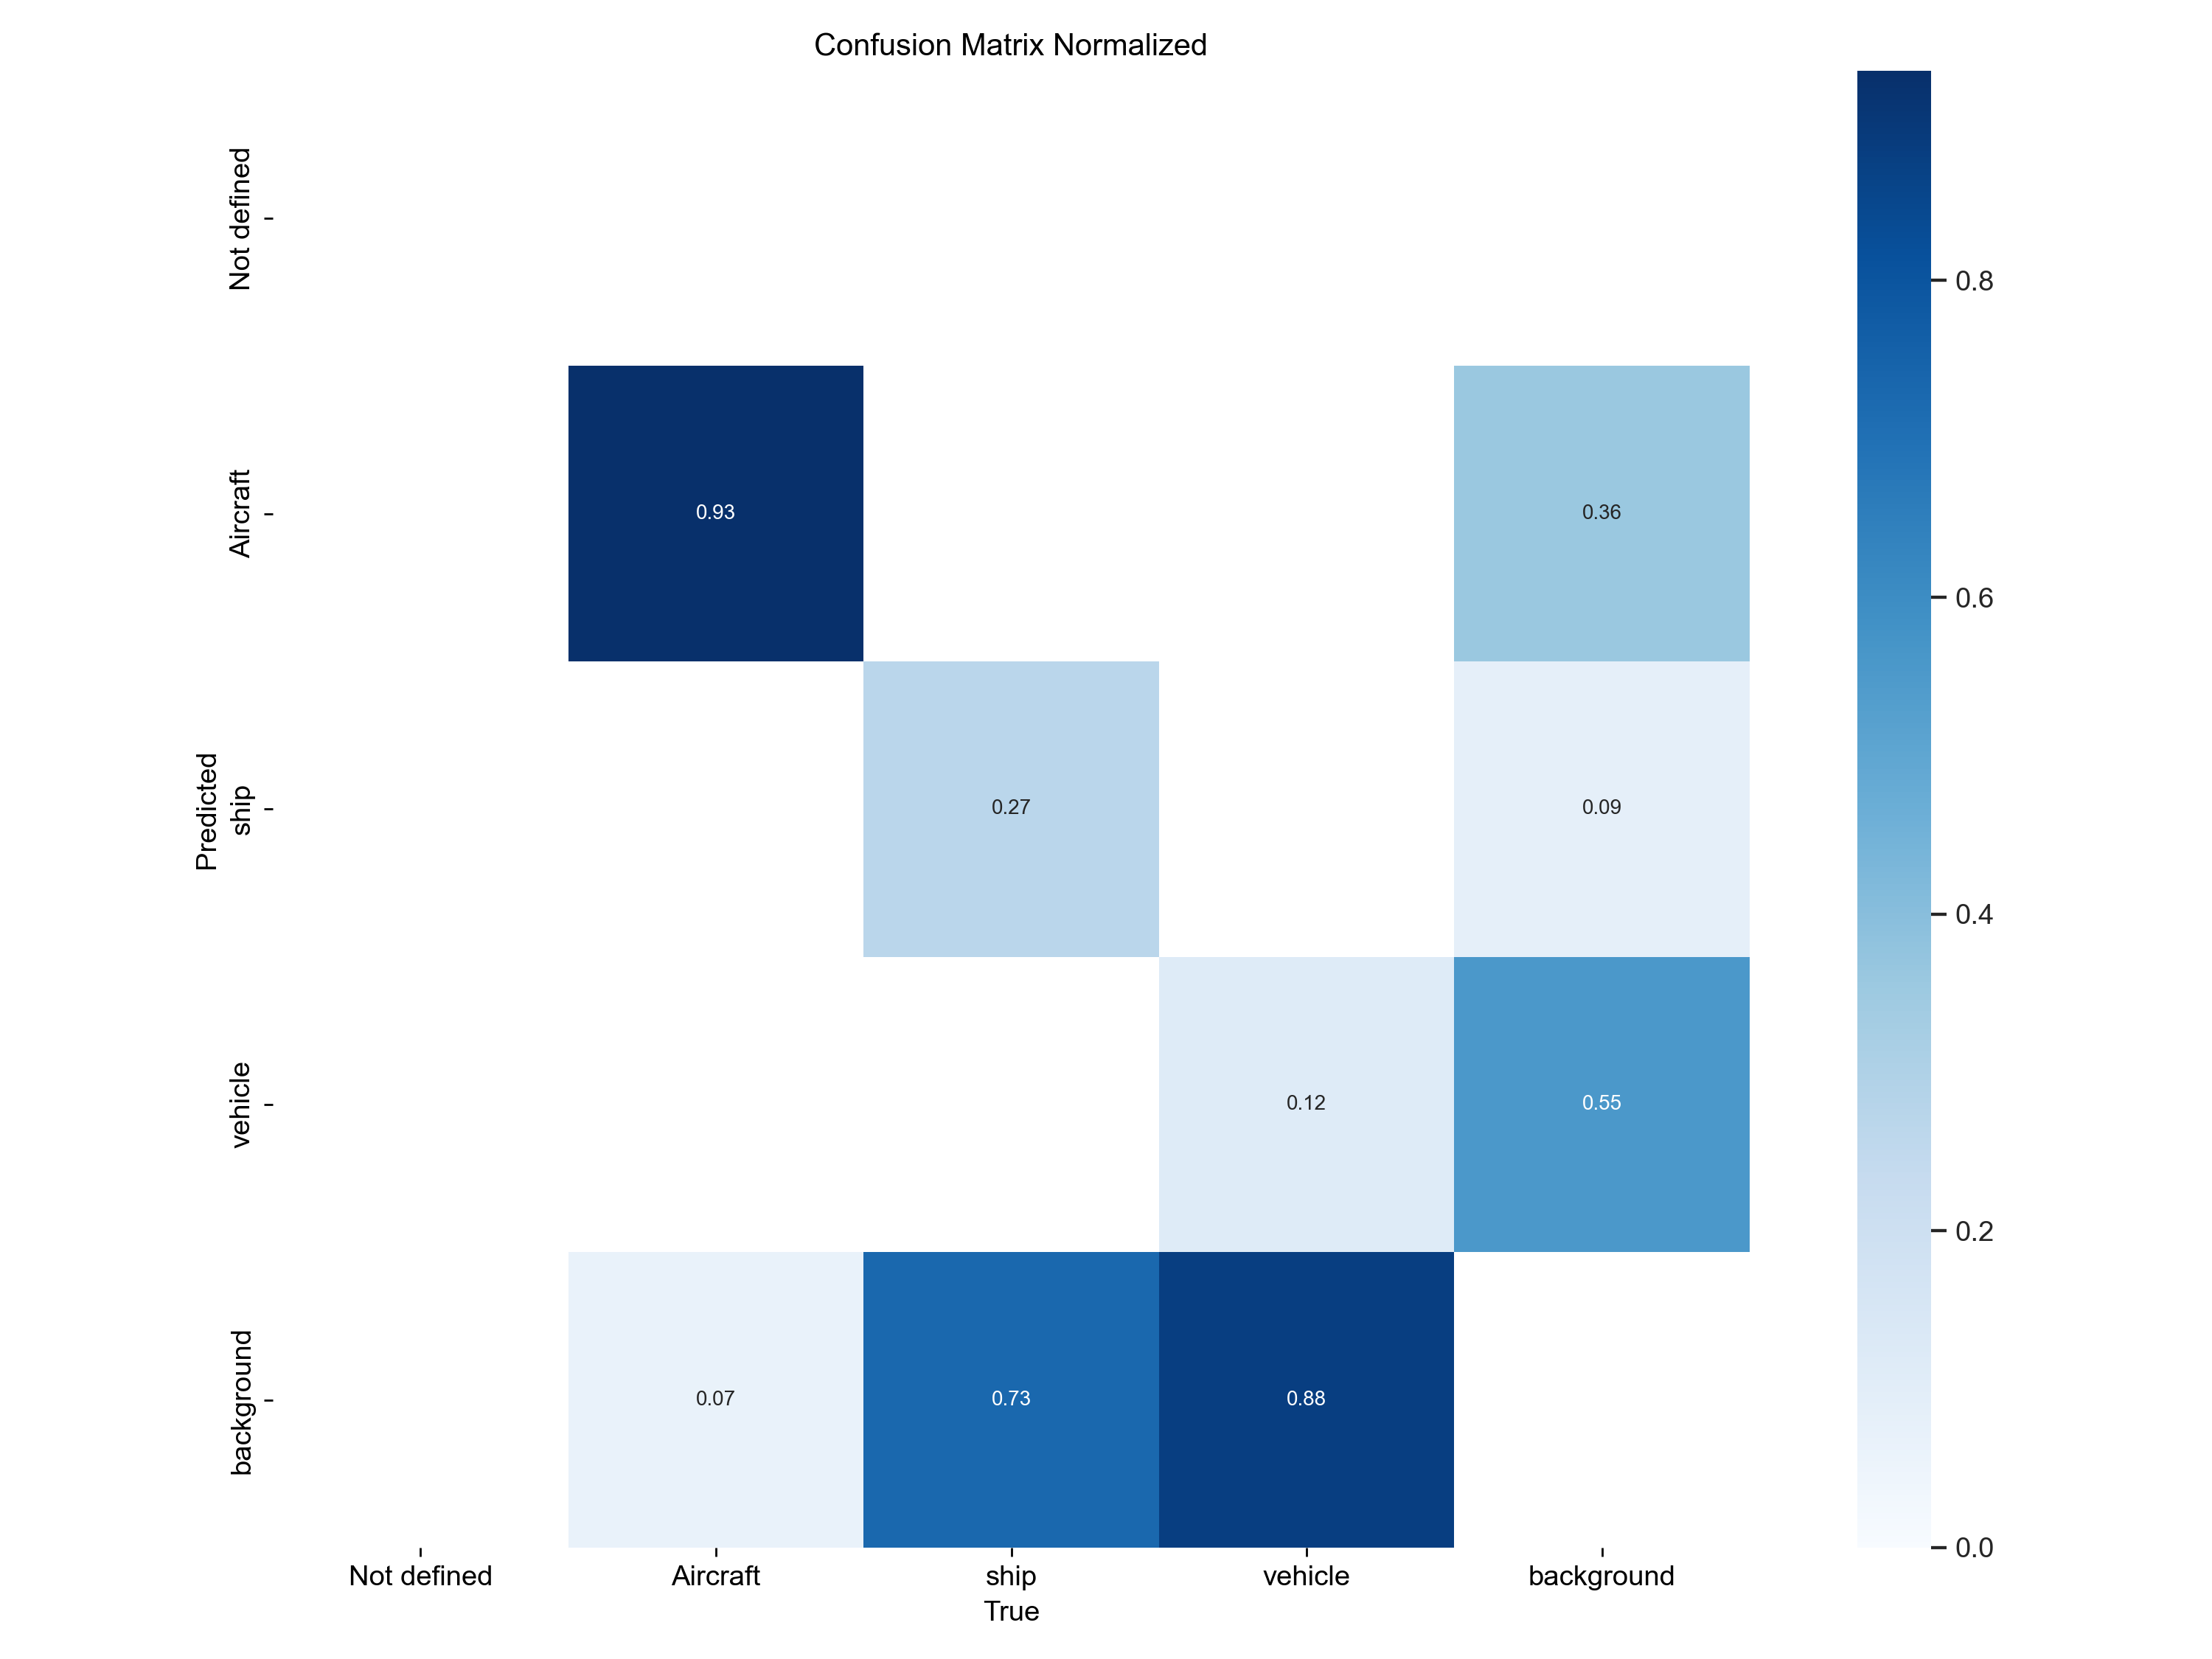 Confusion Matrix Normalized
Predicted
Not defined
Aircraft
ship
vehicle
background
0.93
0.36
0.27
0.09
0.12
0.55
0.07
0.73
0.88
Not defined
Aircraft
ship
vehicle
background
True
0.8
0.6
0.4
0.2
0.0